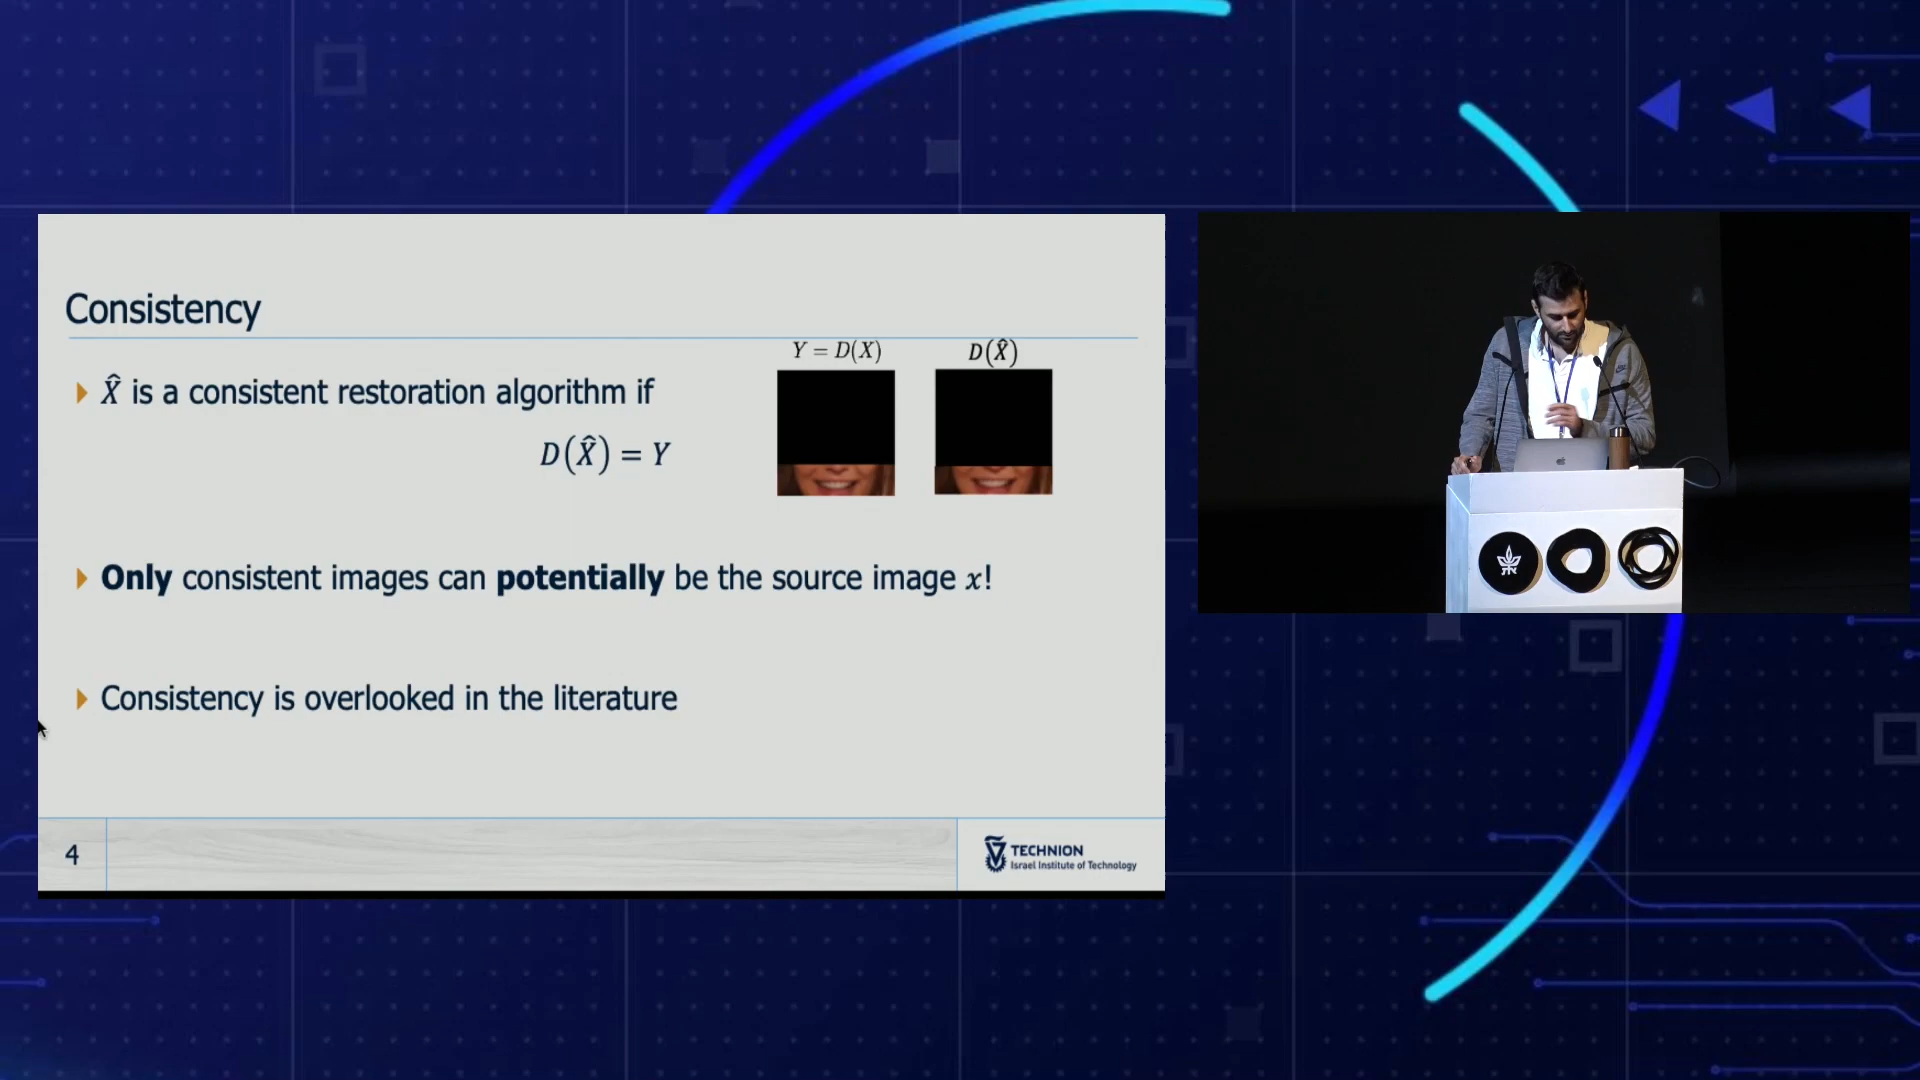 Consistency
Y = D(X)
D(X̂)
X̂ is a consistent restoration algorithm if
D(X̂) = Y
Only consistent images can potentially be the source image x!
Consistency is overlooked in the literature
4
TECHNION
Israel Institute of Technology